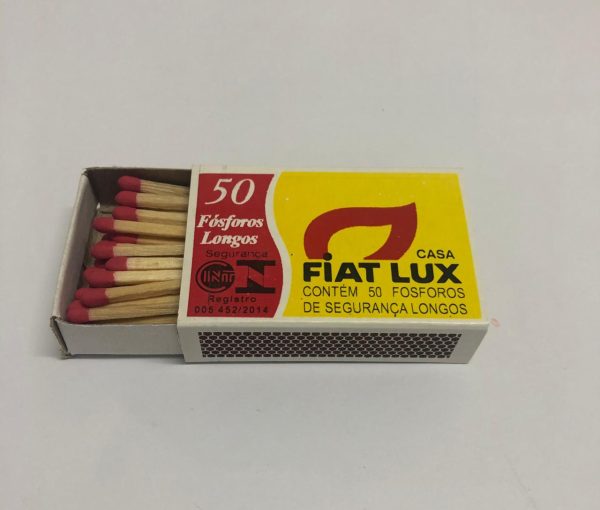 50
Fósforos
Longos
Segurança
N
Registro
005 452/2014
CASA
FiAT LUX
CONTÉM 50 FOSFOROS
DE SEGURANÇA LONGOS